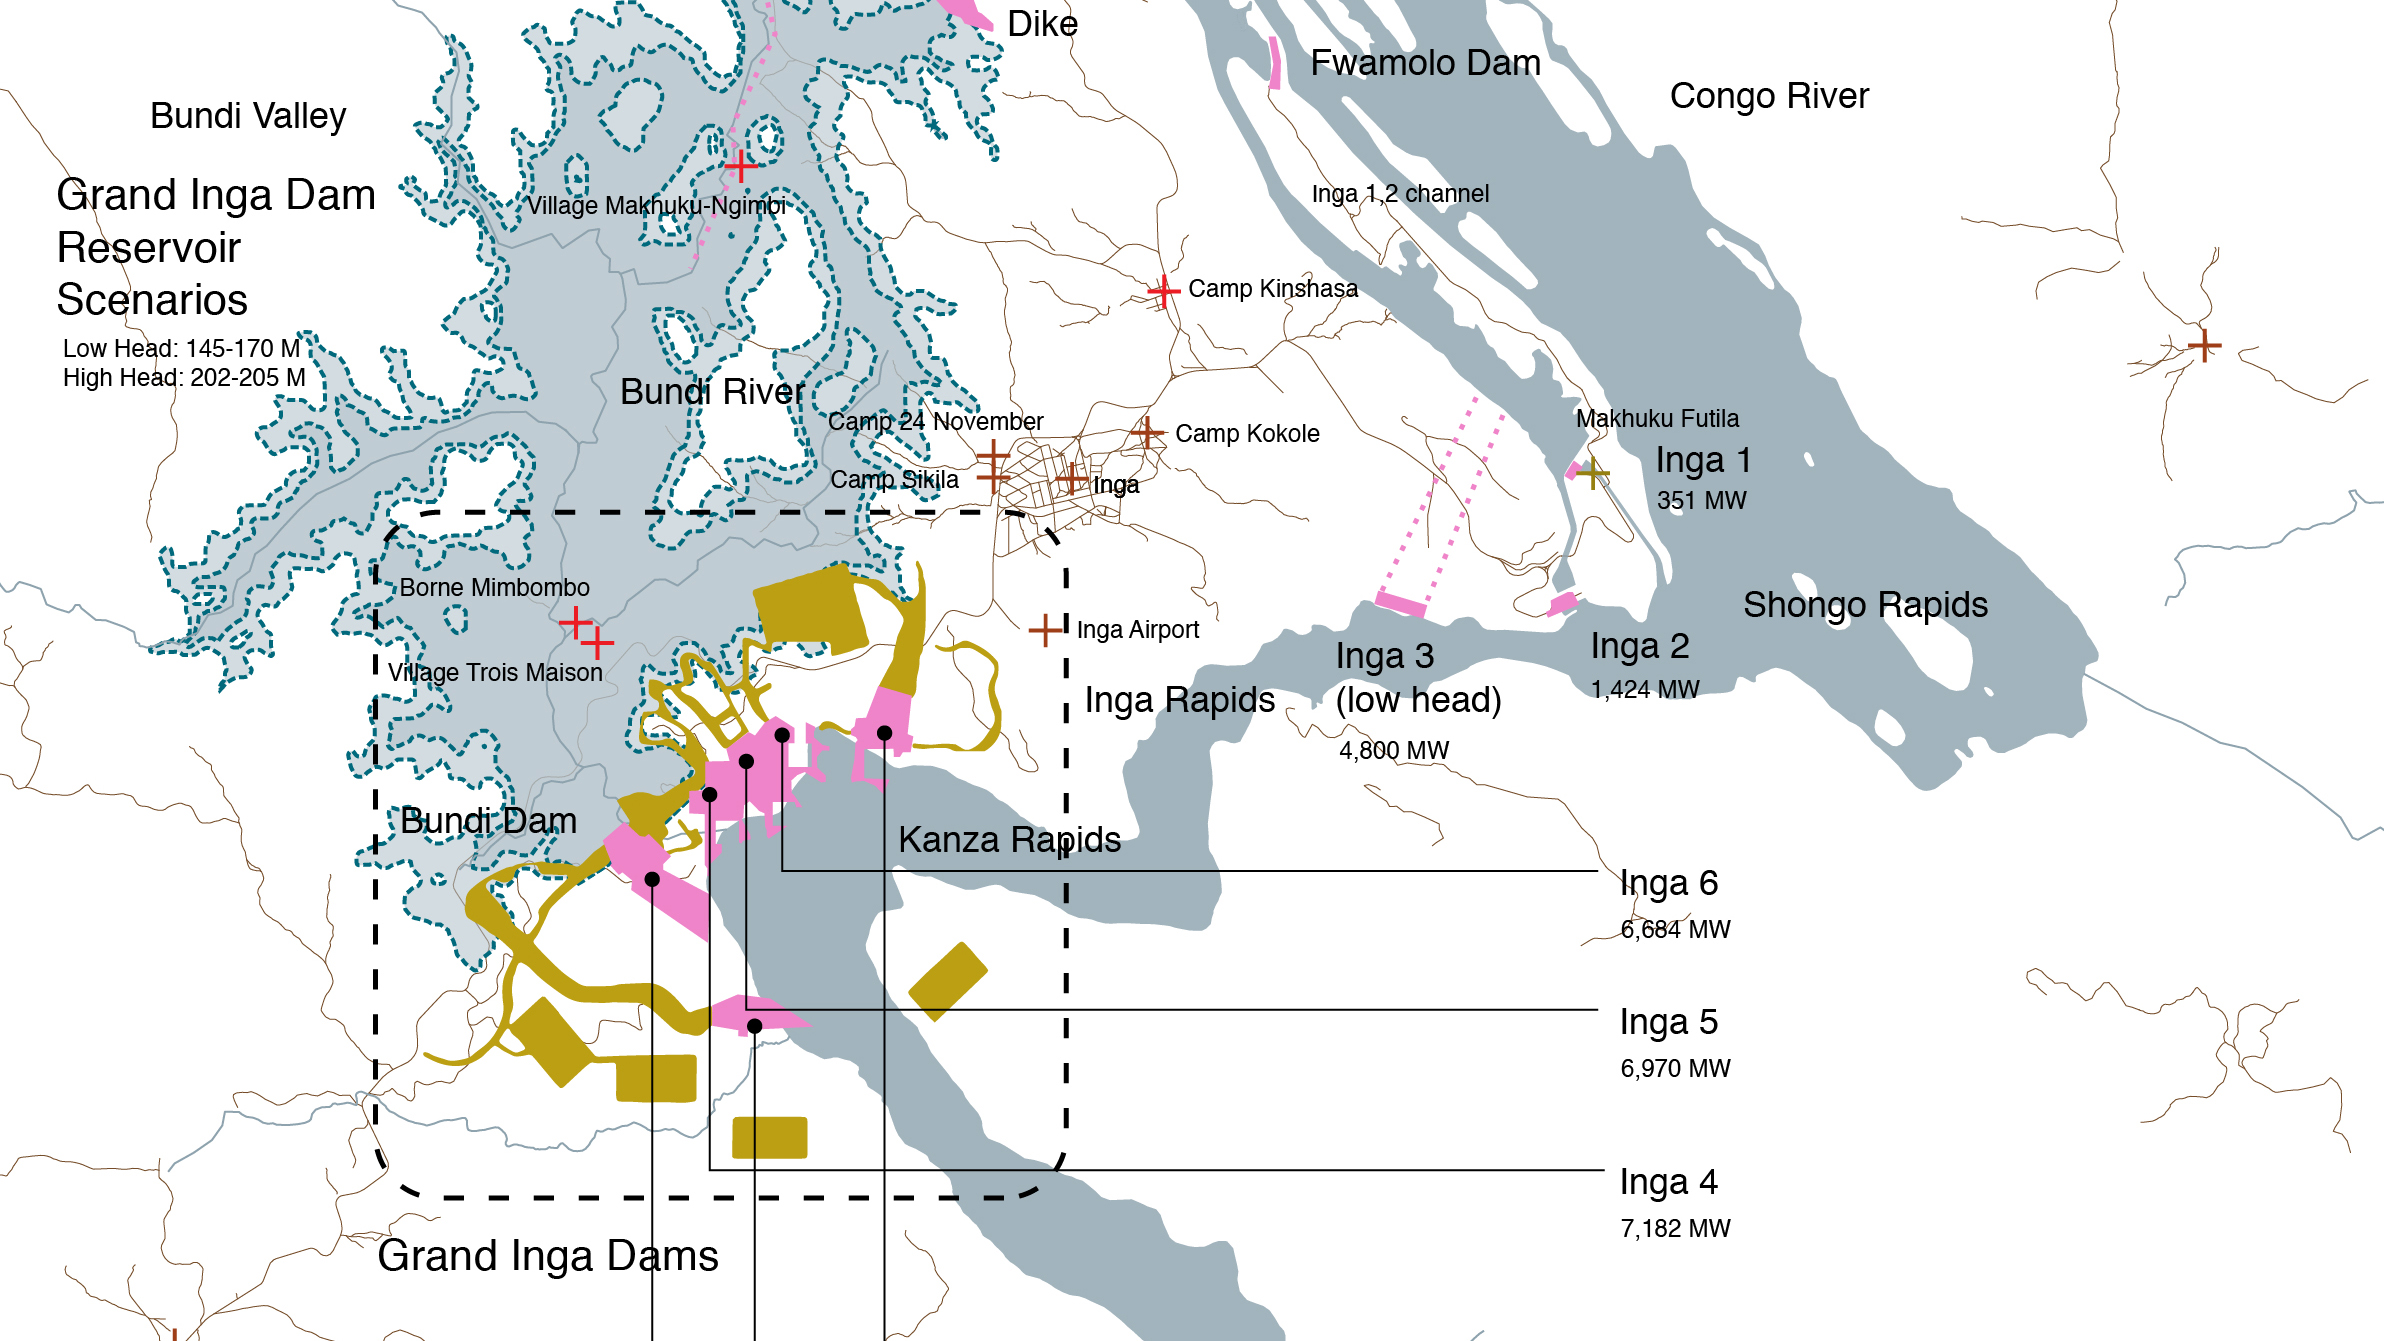 Dike
Fwamolo Dam
Congo River
Bundi Valley
Grand Inga Dam
Reservoir
Scenarios
Low Head: 145-170 M
High Head: 202-205 M
Village Makhuku-Ngimbi
Inga 1,2 channel
Camp Kinshasa
Bundi River
Camp 24 November
Camp Kokole
Camp Sikila
Inga
Makhuku Futila
Inga 1
351 MW
Borne Mimbombo
Village Trois Maison
Inga Airport
Shongo Rapids
Inga 2
1,424 MW
Inga 3
(low head)
4,800 MW
Inga Rapids
Bundi Dam
Kanza Rapids
Inga 6
6,684 MW
Inga 5
6,970 MW
Inga 4
7,182 MW
Grand Inga Dams